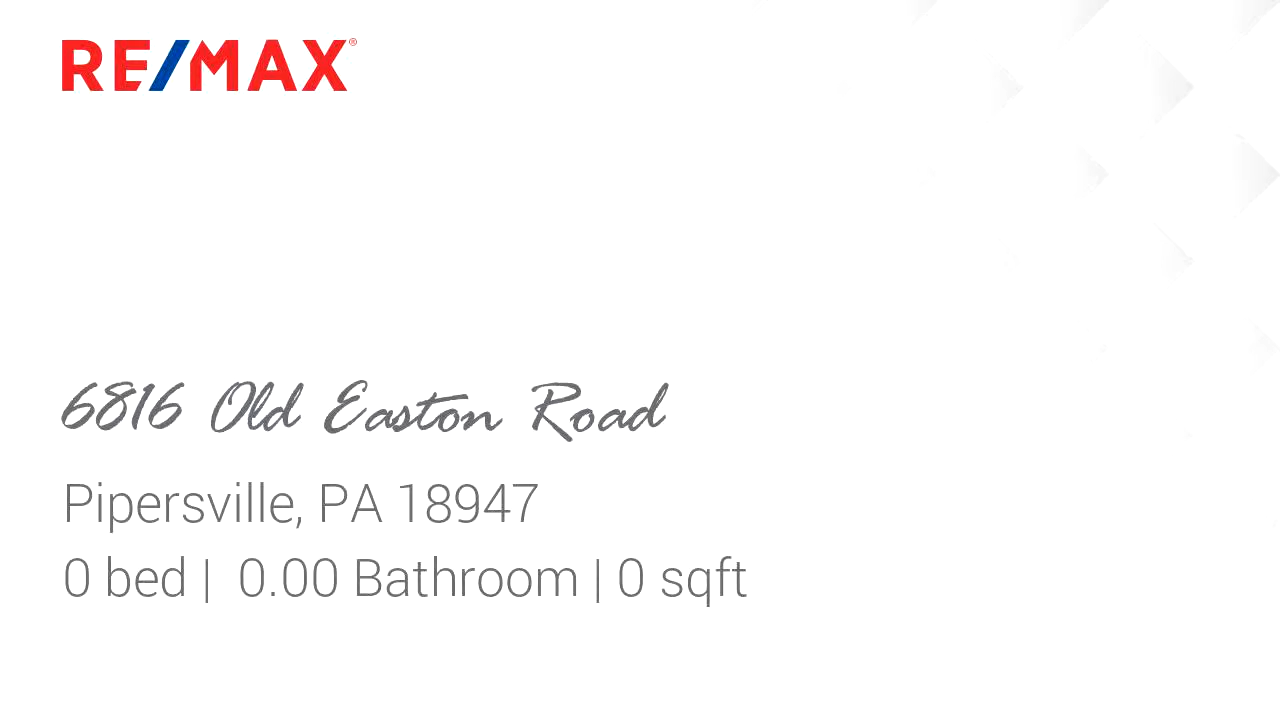 RE/MAX®
6816 Old Easton Road
Pipersville, PA 18947
0 bed | 0.00 Bathroom | 0 sqft